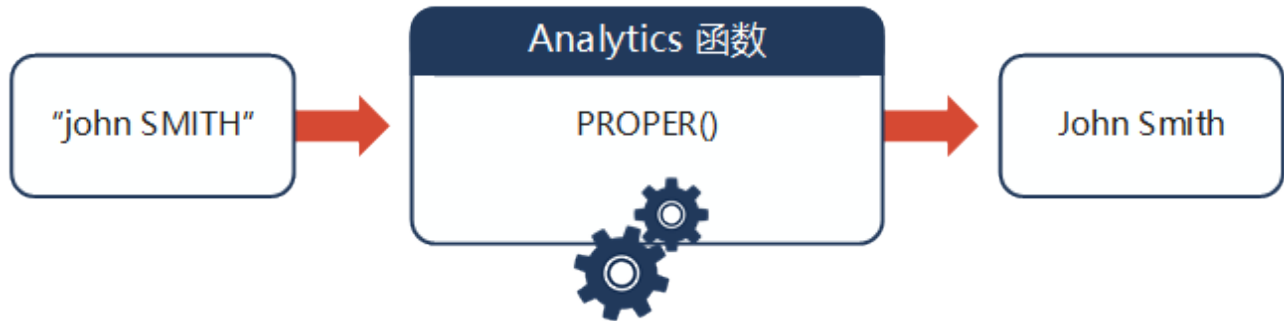 Analytics 函数
“john SMITH”
PROPER()
John Smith